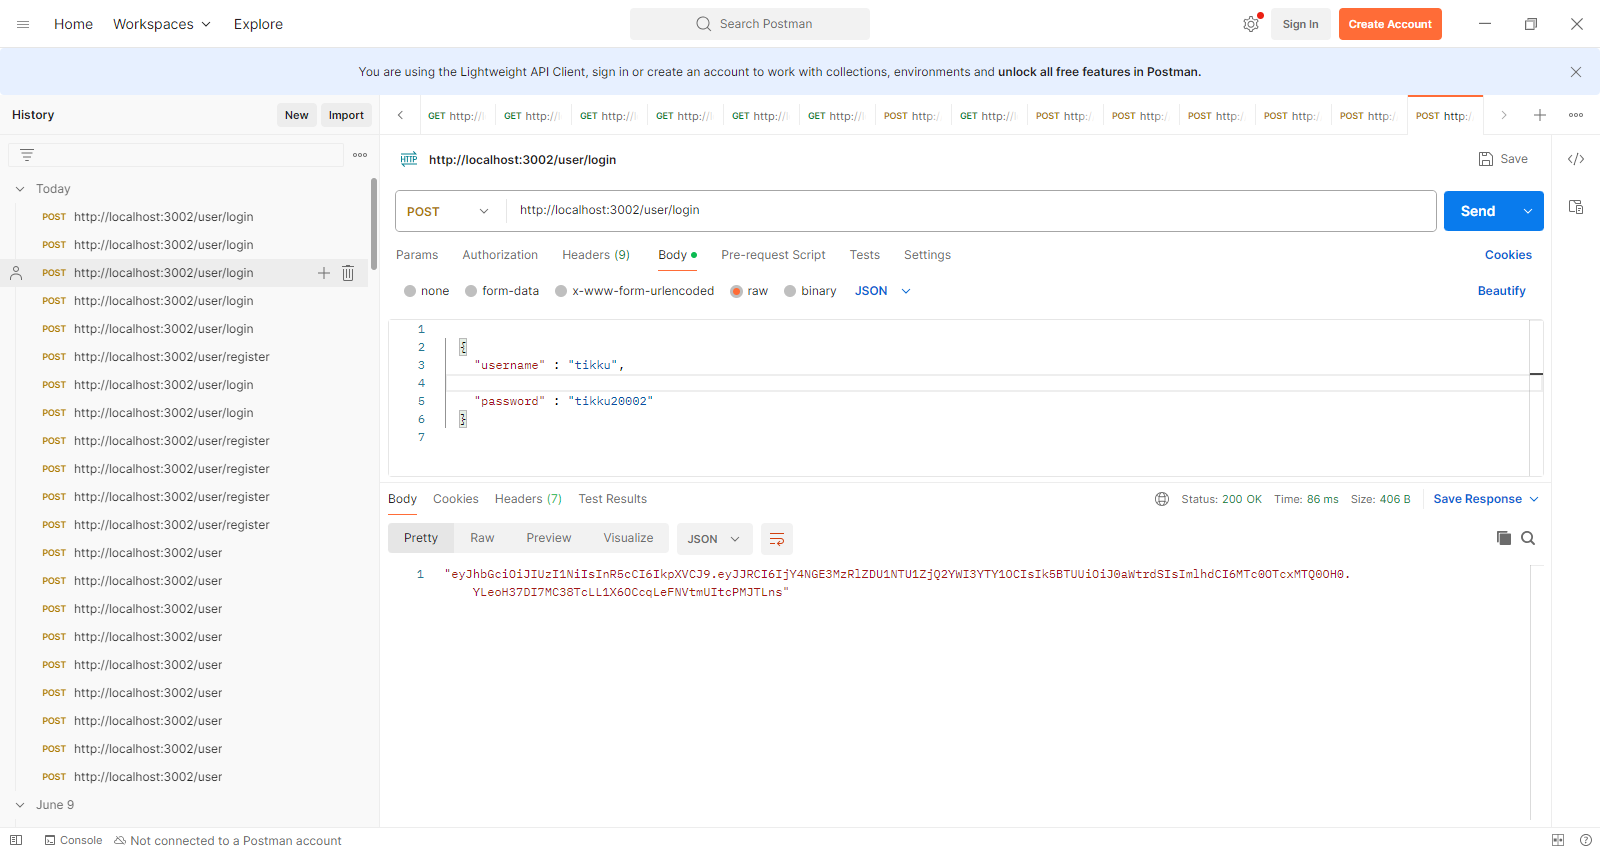 Home Workspaces Explore Search Postman Sign In Create Account
You are using the Lightweight API Client, sign in or create an account to work with collections, environments and unlock all free features in Postman.
History New Import
GET http://l GET http://l GET http://l GET http://l GET http://l GET http://l POST http:/ GET http://l POST http:/ POST http:/ POST http:/ POST http:/ POST http:/ POST http:/
HTTP http://localhost:3002/user/login Save
Today
POST http://localhost:3002/user/login
POST http://localhost:3002/user/login
POST http://localhost:3002/user/login
POST http://localhost:3002/user/login
POST http://localhost:3002/user/login
POST http://localhost:3002/user/register
POST http://localhost:3002/user/login
POST http://localhost:3002/user/login
POST http://localhost:3002/user/register
POST http://localhost:3002/user/register
POST http://localhost:3002/user/register
POST http://localhost:3002/user/register
POST http://localhost:3002/user
POST http://localhost:3002/user
POST http://localhost:3002/user
POST http://localhost:3002/user
POST http://localhost:3002/user
POST http://localhost:3002/user
POST http://localhost:3002/user
POST http://localhost:3002/user
POST http://localhost:3002/user
June 9
POST http://localhost:3002/user/login Send
Params Authorization Headers (9) Body Pre-request Script Tests Settings Cookies
none form-data x-www-form-urlencoded raw binary JSON Beautify
1
2 {
3 "username" : "tikku",
4
5 "password" : "tikku20002"
6 }
7
Body Cookies Headers (7) Test Results Status: 200 OK Time: 86 ms Size: 406 B Save Response
Pretty Raw Preview Visualize JSON
1 "eyJhbGciOiJIUzI1NiIsInR5cCI6IkpXVCJ9.eyJJRCI6IjY4NGE3MzRlZDU1NTU1ZjQ2YWI3YTY1OCIsIk5BTUUiOiJ0aWtrdSIsImlhdCI6MTc0OTcxMTQ0OH0.
YLeoH37DI7MC38TcLL1X6OCcqLeFNVtmUItcPMJTLns"
Console Not connected to a Postman account